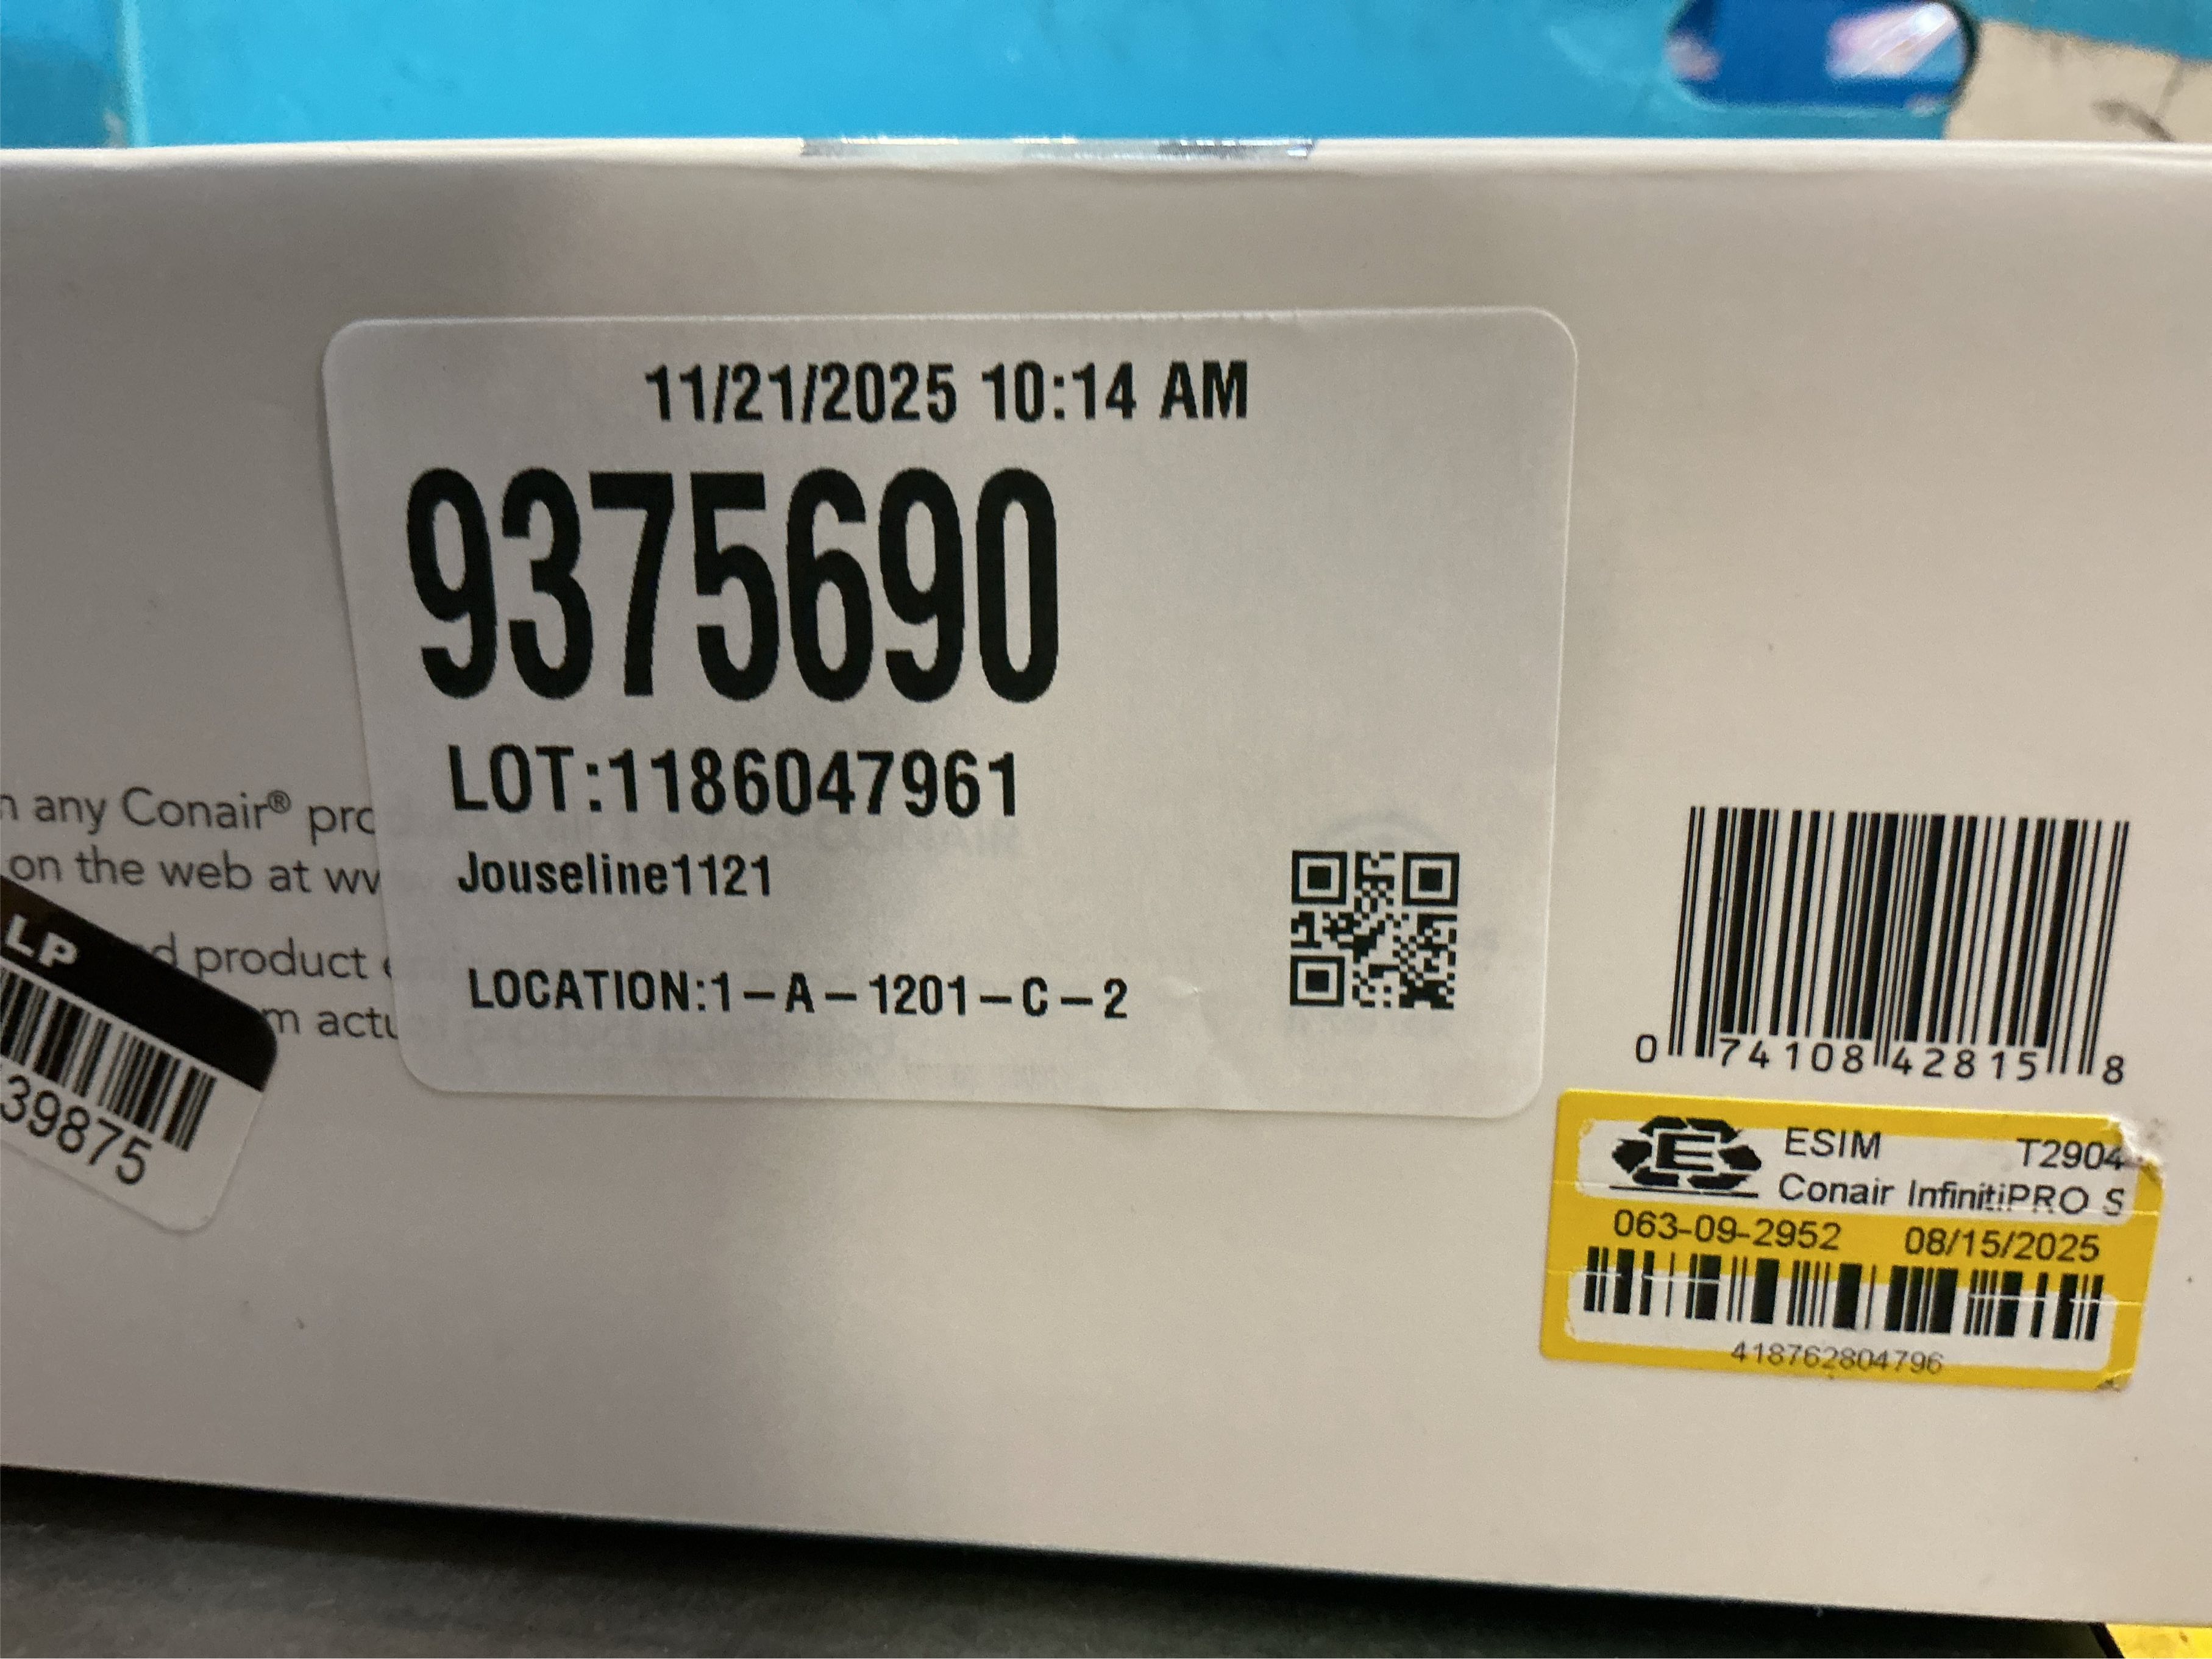 11/21/2025 10:14 AM
9375690
LOT:1186047961
Jouseline1121
LOCATION:1-A-1201-C-2
any Conair® pro
on the web at
product
actu
LP
39875
0 74108 42815 8
E
ESIM T2904
Conair InfinitiPRO S
063-09-2952 08/15/2025
418762804796